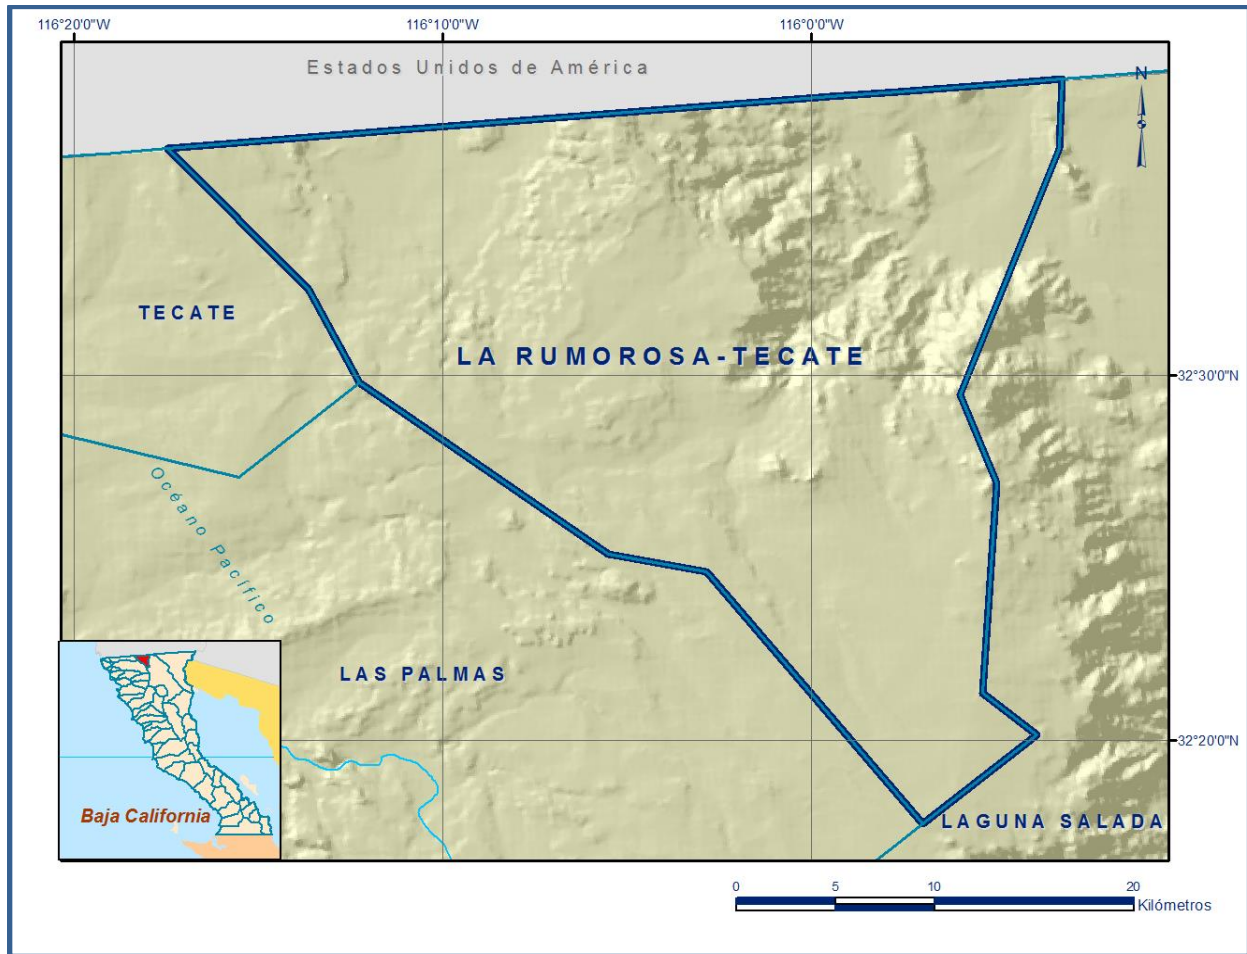 116°20'0"W
116°10'0"W
116°0'0"W
Estados Unidos de América
N
TECATE
LA RUMOROSA-TECATE
32°30'0"N
Océano Pacífico
LAS PALMAS
32°20'0"N
Baja California
LAGUNA SALADA
0 5 10 20
Kilómetros